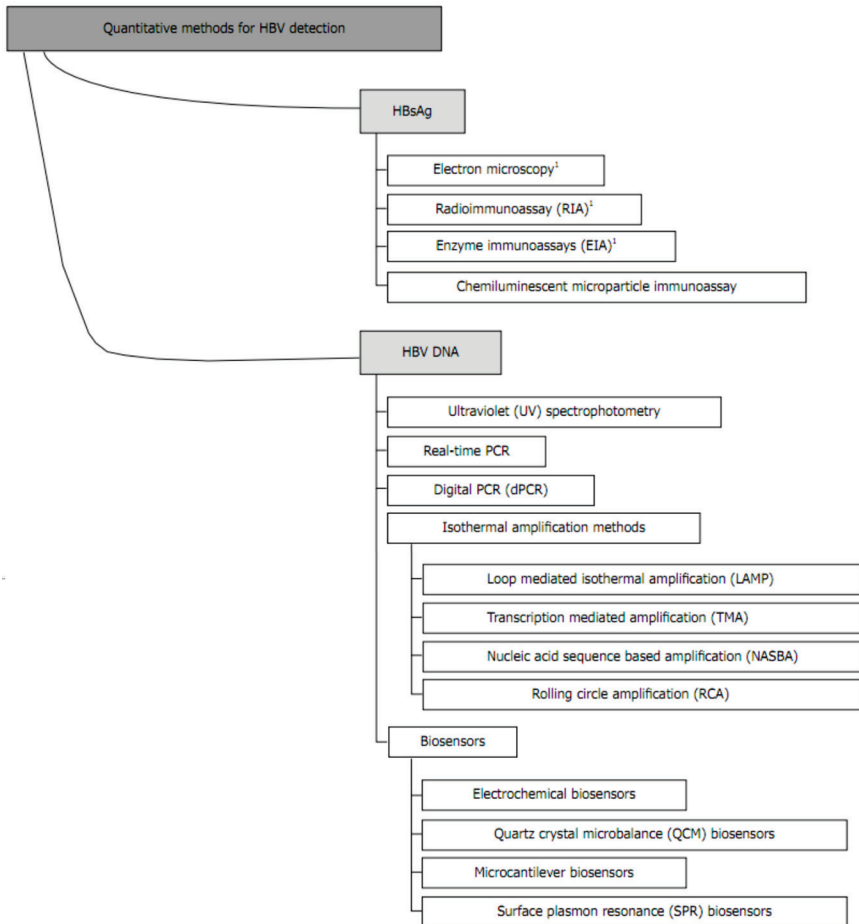 Quantitative methods for HBV detection
HBsAg
Electron microscopy¹
Radioimmunoassay (RIA)¹
Enzyme immunoassays (EIA)¹
Chemiluminescent microparticle immunoassay
HBV DNA
Ultraviolet (UV) spectrophotometry
Real-time PCR
Digital PCR (dPCR)
Isothermal amplification methods
Loop mediated isothermal amplification (LAMP)
Transcription mediated amplification (TMA)
Nucleic acid sequence based amplification (NASBA)
Rolling circle amplification (RCA)
Biosensors
Electrochemical biosensors
Quartz crystal microbalance (QCM) biosensors
Microcantilever biosensors
Surface plasmon resonance (SPR) biosensors